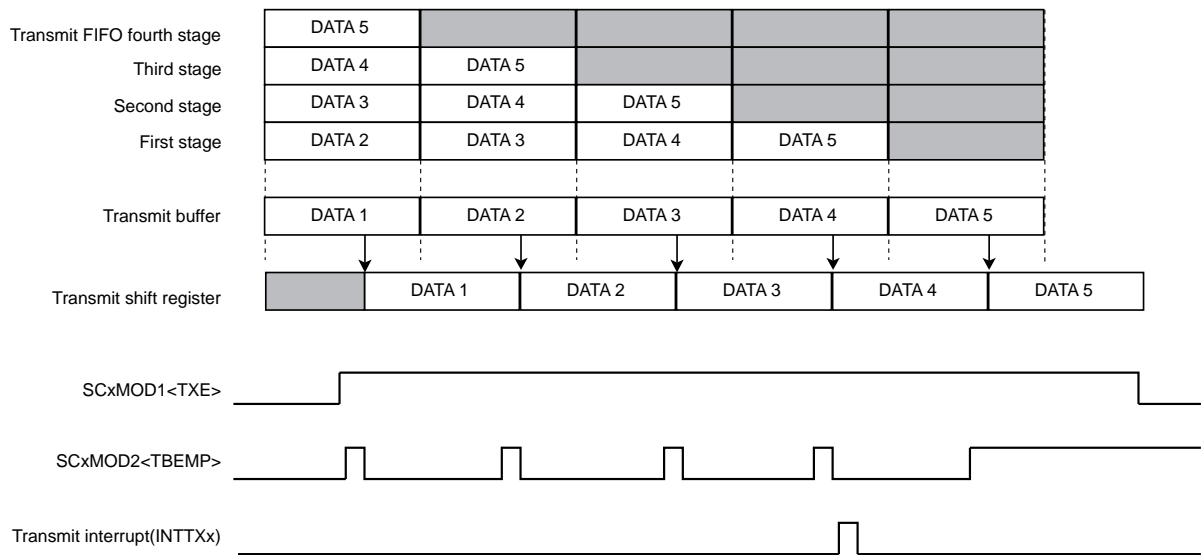 Transmit FIFO fourth stage DATA 5
Third stage DATA 4 DATA 5
Second stage DATA 3 DATA 4 DATA 5
First stage DATA 2 DATA 3 DATA 4 DATA 5
Transmit buffer DATA 1 DATA 2 DATA 3 DATA 4 DATA 5
Transmit shift register DATA 1 DATA 2 DATA 3 DATA 4 DATA 5
SCxMOD1<TXE>
SCxMOD2<TBEMP>
Transmit interrupt(INTTXx)